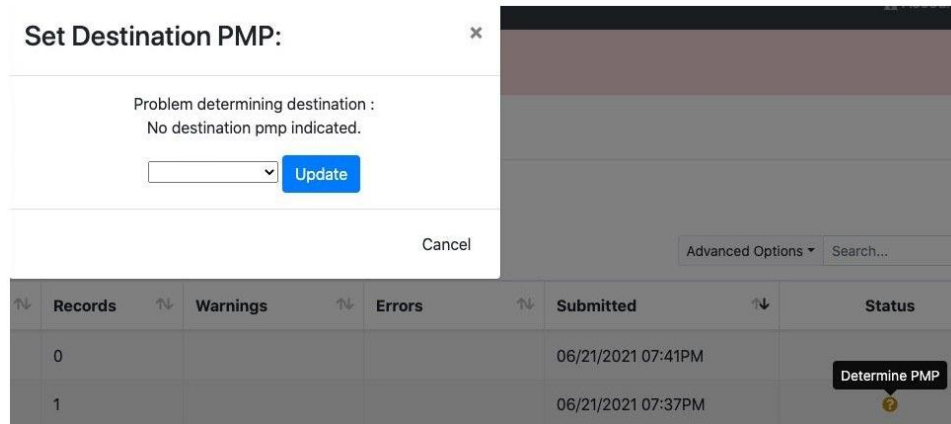 Set Destination PMP:
×
Problem determining destination :
No destination pmp indicated.
Update
Cancel
Advanced Options
Search...
Records
Warnings
Errors
Submitted
Status
0
06/21/2021 07:41PM
Determine PMP
1
06/21/2021 07:37PM
?